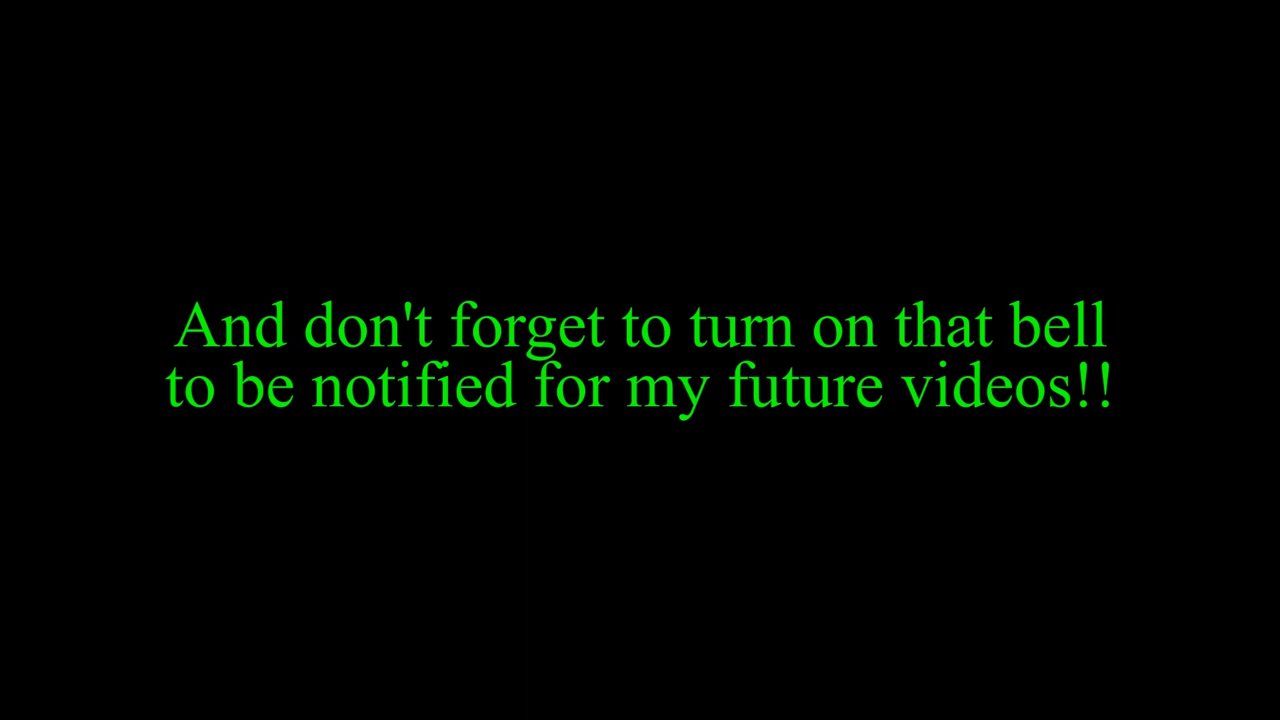 And don't forget to turn on that bell
to be notified for my future videos!!